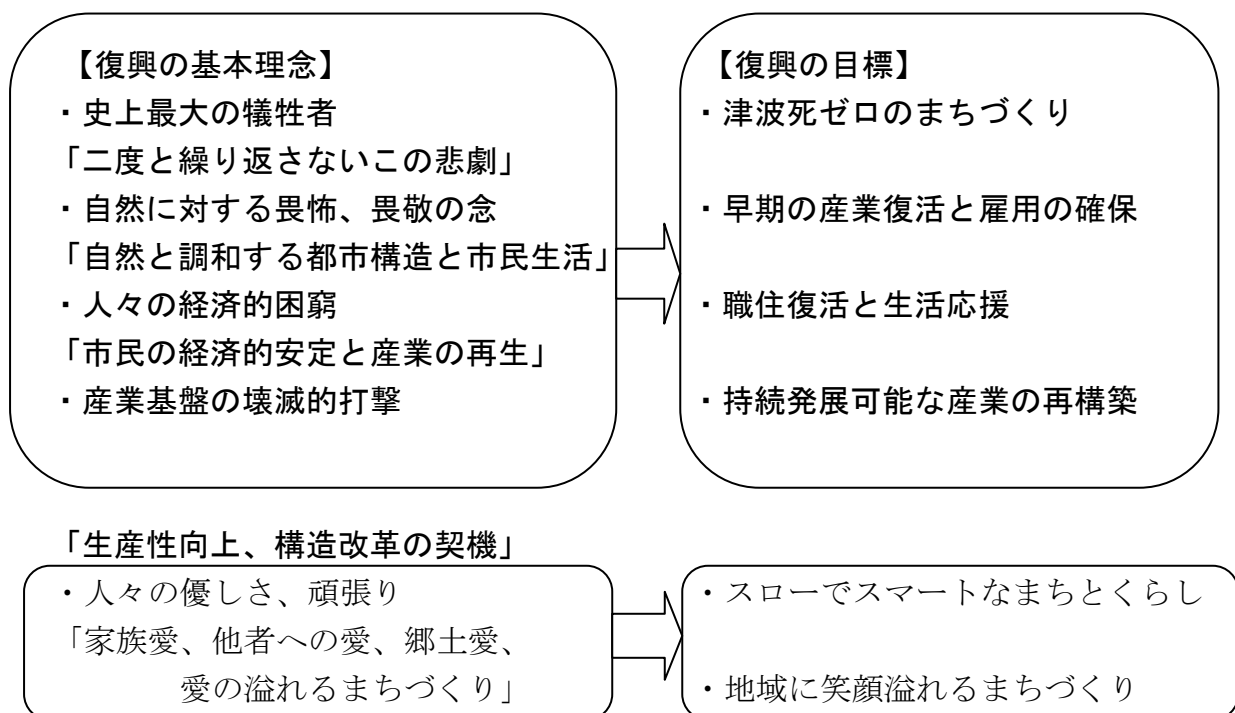 【復興の基本理念】
・史上最大の犠牲者
「二度と繰り返さないこの悲劇」
・自然に対する畏怖、畏敬の念
「自然と調和する都市構造と市民生活」
・人々の経済的困窮
「市民の経済的安定と産業の再生」
・産業基盤の壊滅的打撃
【復興の目標】
・津波死ゼロのまちづくり
・早期の産業復活と雇用の確保
・職住復活と生活応援
・持続発展可能な産業の再構築
「生産性向上、構造改革の契機」
・人々の優しさ、頑張り
「家族愛、他者への愛、郷土愛、
愛の溢れるまちづくり」
・スローでスマートなまちとくらし
・地域に笑顔溢れるまちづくり